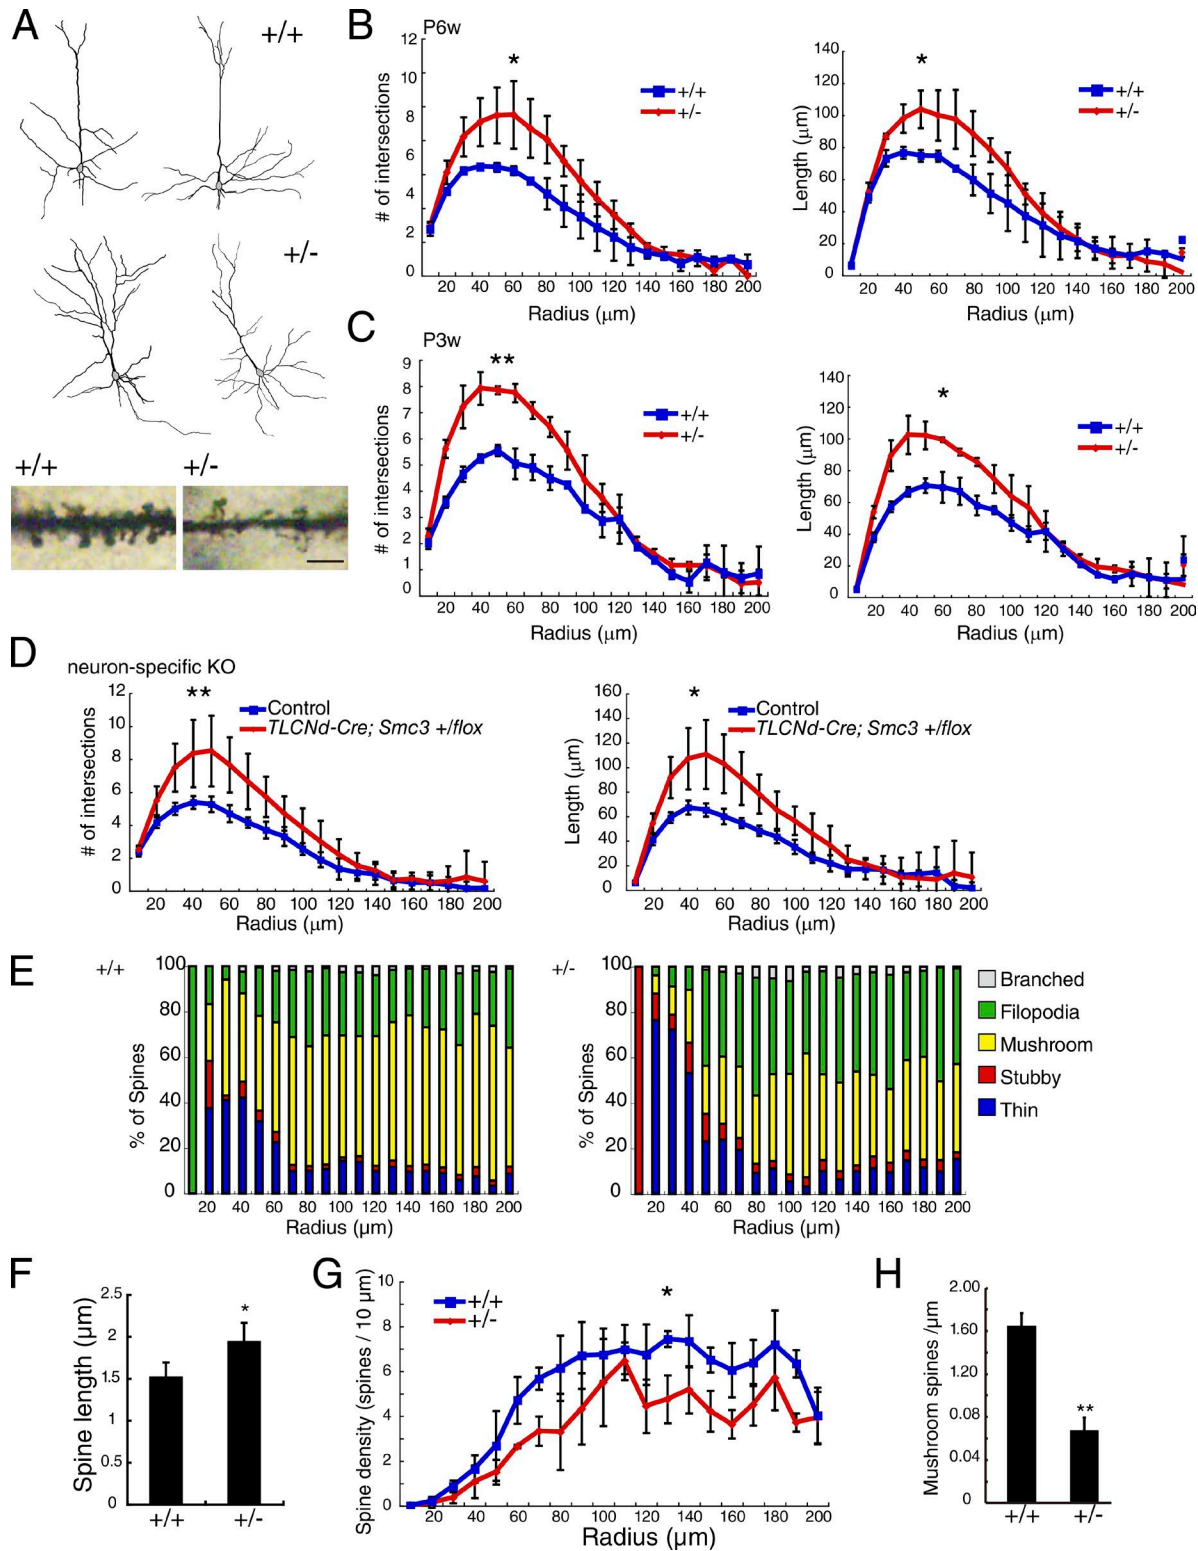 A
+/+
+/-
+/+
+/-
B
P6w
# of intersections
12
10
8
6
4
2
0
*
+/+
+/-
20 40 60 80 100 120 140 160 180 200
Radius (µm)
Length (µm)
140
120
100
80
60
40
20
0
*
+/+
+/-
20 40 60 80 100 120 140 160 180 200
Radius (µm)
C
P3w
# of intersections
9
8
7
6
5
4
3
2
1
0
**
+/+
+/-
20 40 60 80 100 120 140 160 180 200
Radius (µm)
Length (µm)
140
120
100
80
60
40
20
0
*
+/+
+/-
20 40 60 80 100 120 140 160 180 200
Radius (µm)
D
neuron-specific KO
# of intersections
12
10
8
6
4
2
0
**
Control
TLCNd-Cre; Smc3 +/flox
20 40 60 80 100 120 140 160 180 200
Radius (µm)
Length (µm)
160
140
120
100
80
60
40
20
0
*
Control
TLCNd-Cre; Smc3 +/flox
20 40 60 80 100 120 140 160 180 200
Radius (µm)
E
+/+
% of Spines
100
80
60
40
20
0
20 40 60 80 100 120 140 160 180 200
Radius (µm)
+/-
% of Spines
100
80
60
40
20
0
20 40 60 80 100 120 140 160 180 200
Radius (µm)
Branched
Filopodia
Mushroom
Stubby
Thin
F
Spine length (µm)
2.5
2
1.5
1
0.5
0
*
+/+ +/-
G
Spine density (spines / 10 µm)
10
8
6
4
2
0
+/+
+/-
*
20 40 60 80 100 120 140 160 180 200
Radius (µm)
H
Mushroom spines /µm
2.00
1.60
1.20
0.08
0.04
0
**
+/+ +/-